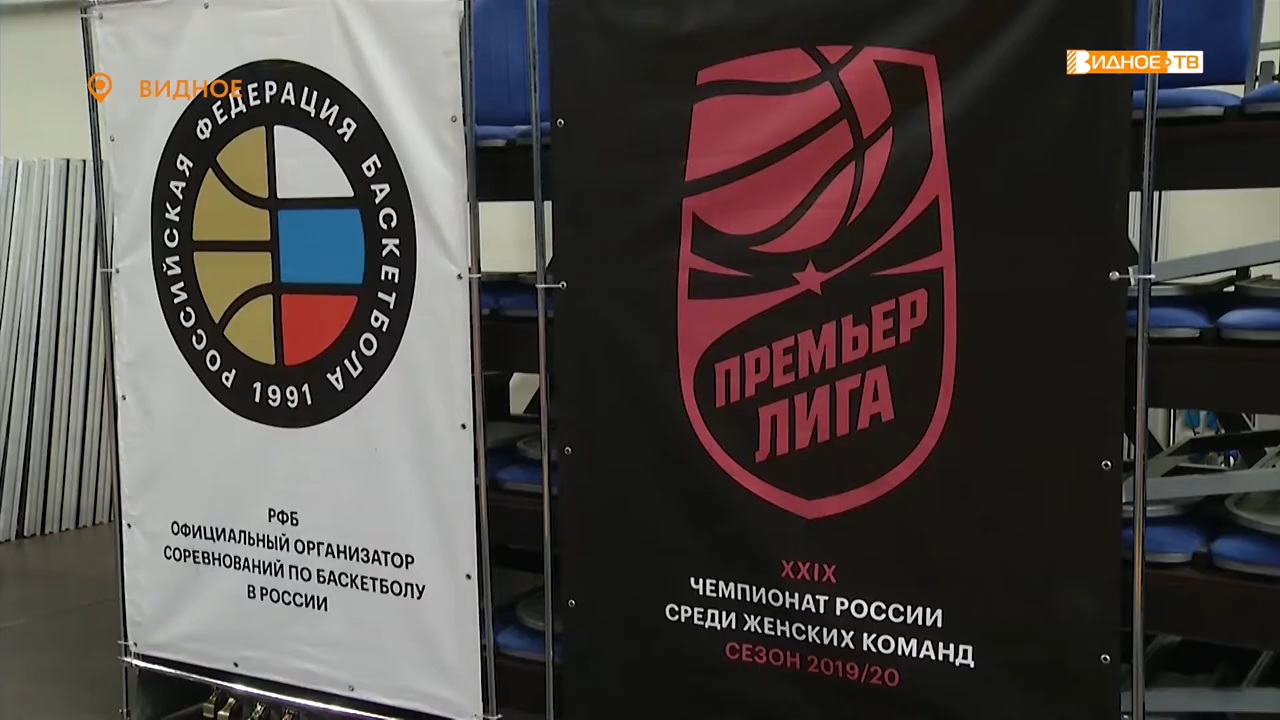 ВИДНОЕ
ВИДНОЕ ТВ
РОССИЙСКАЯ ФЕДЕРАЦИЯ БАСКЕТБОЛА
1991
РФБ
ОФИЦИАЛЬНЫЙ ОРГАНИЗАТОР
СОРЕВНОВАНИЙ ПО БАСКЕТБОЛУ
В РОССИИ
ПРЕМЬЕР
ЛИГА
XXIX
ЧЕМПИОНАТ РОССИИ
СРЕДИ ЖЕНСКИХ КОМАНД
СЕЗОН 2019/20